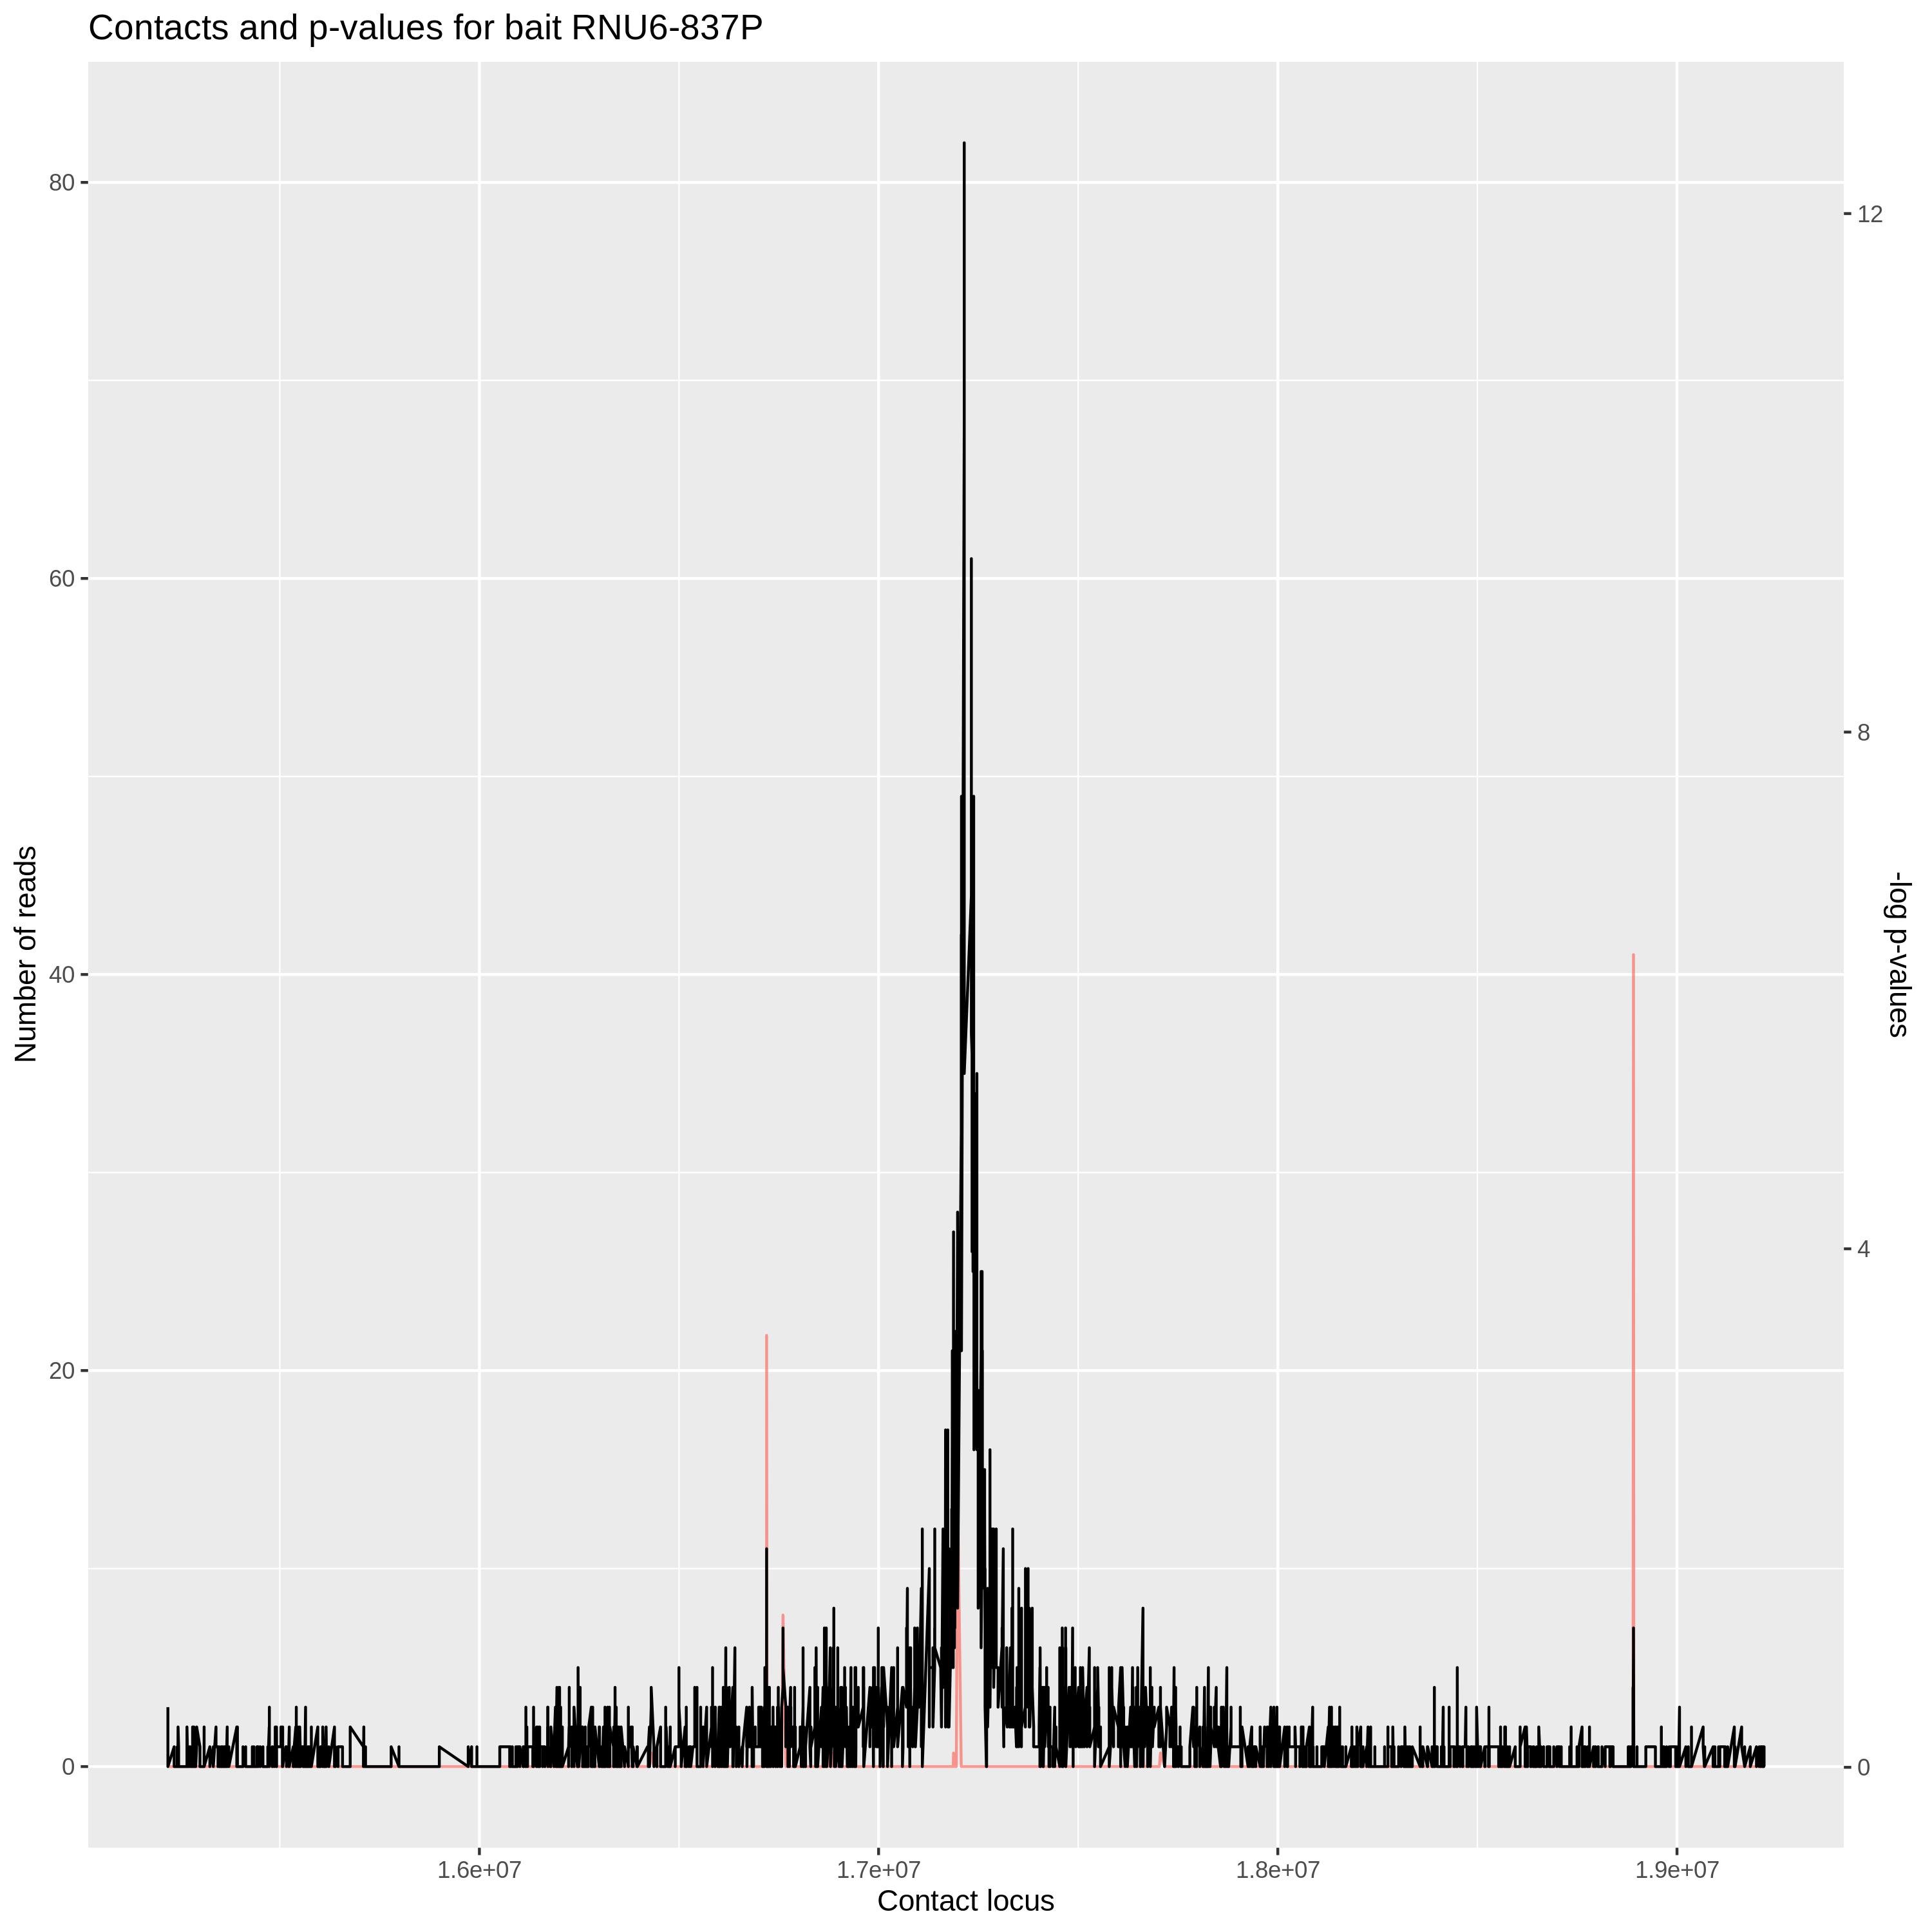 Contacts and p-values for bait RNU6-837P
80
60
40
20
0
12
8
4
0
Number of reads
-log p-values
1.6e+07
1.7e+07
1.8e+07
1.9e+07
Contact locus